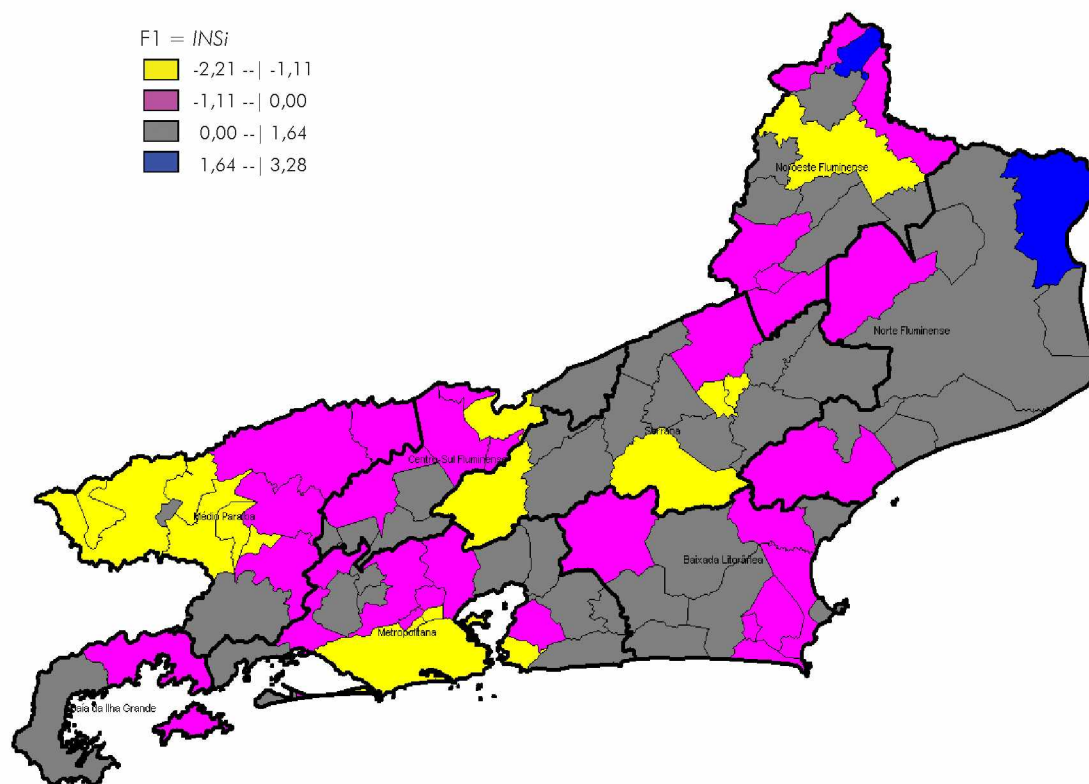 F1 = INSi
-2,21 --| -1,11
-1,11 --| 0,00
0,00 --| 1,64
1,64 --| 3,28
Noroeste Fluminense
Norte Fluminense
Serrana
Centro-Sul Fluminense
Médio Paraíba
Baixada Litorânea
Metropolitana
Baía da Ilha Grande